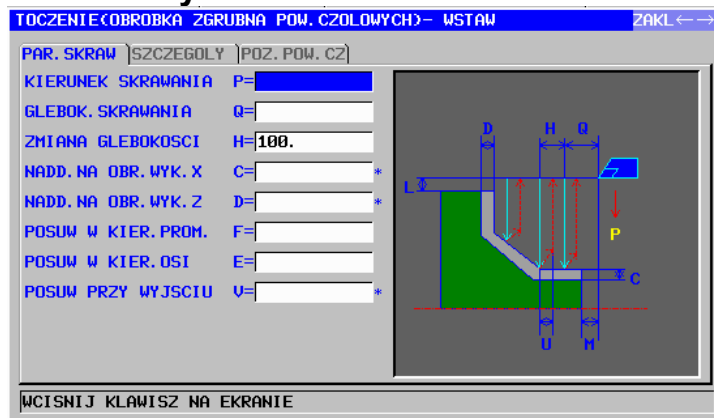 TOCZENIE(OBROBKA ZGRUBNA POW.CZOLOWYCH)- WSTAW ZAKL←→
PAR.SKRAW SZCZEGOLY POZ.POW.CZ
KIERUNEK SKRAWANIA P=
GLEBOK.SKRAWANIA Q=
ZMIANA GLEBOKOSCI H=100.
NADD.NA OBR.WYK.X C= *
NADD.NA OBR.WYK.Z D= *
POSUW W KIER.PROM. F=
POSUW W KIER.OSI E=
POSUW PRZY WYJSCIU V= *
D H Q
L
P
C
U M
WCISNIJ KLAWISZ NA EKRANIE